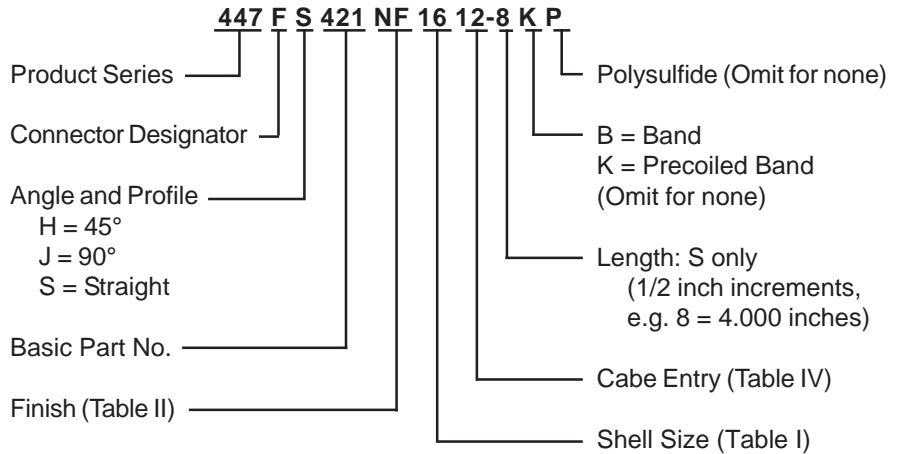 447 F S 421 NF 16 12-8 K P
Product Series
Connector Designator
Angle and Profile
H = 45°
J = 90°
S = Straight
Basic Part No.
Finish (Table II)
Polysulfide (Omit for none)
B = Band
K = Precoiled Band
(Omit for none)
Length: S only
(1/2 inch increments,
e.g. 8 = 4.000 inches)
Cabe Entry (Table IV)
Shell Size (Table I)